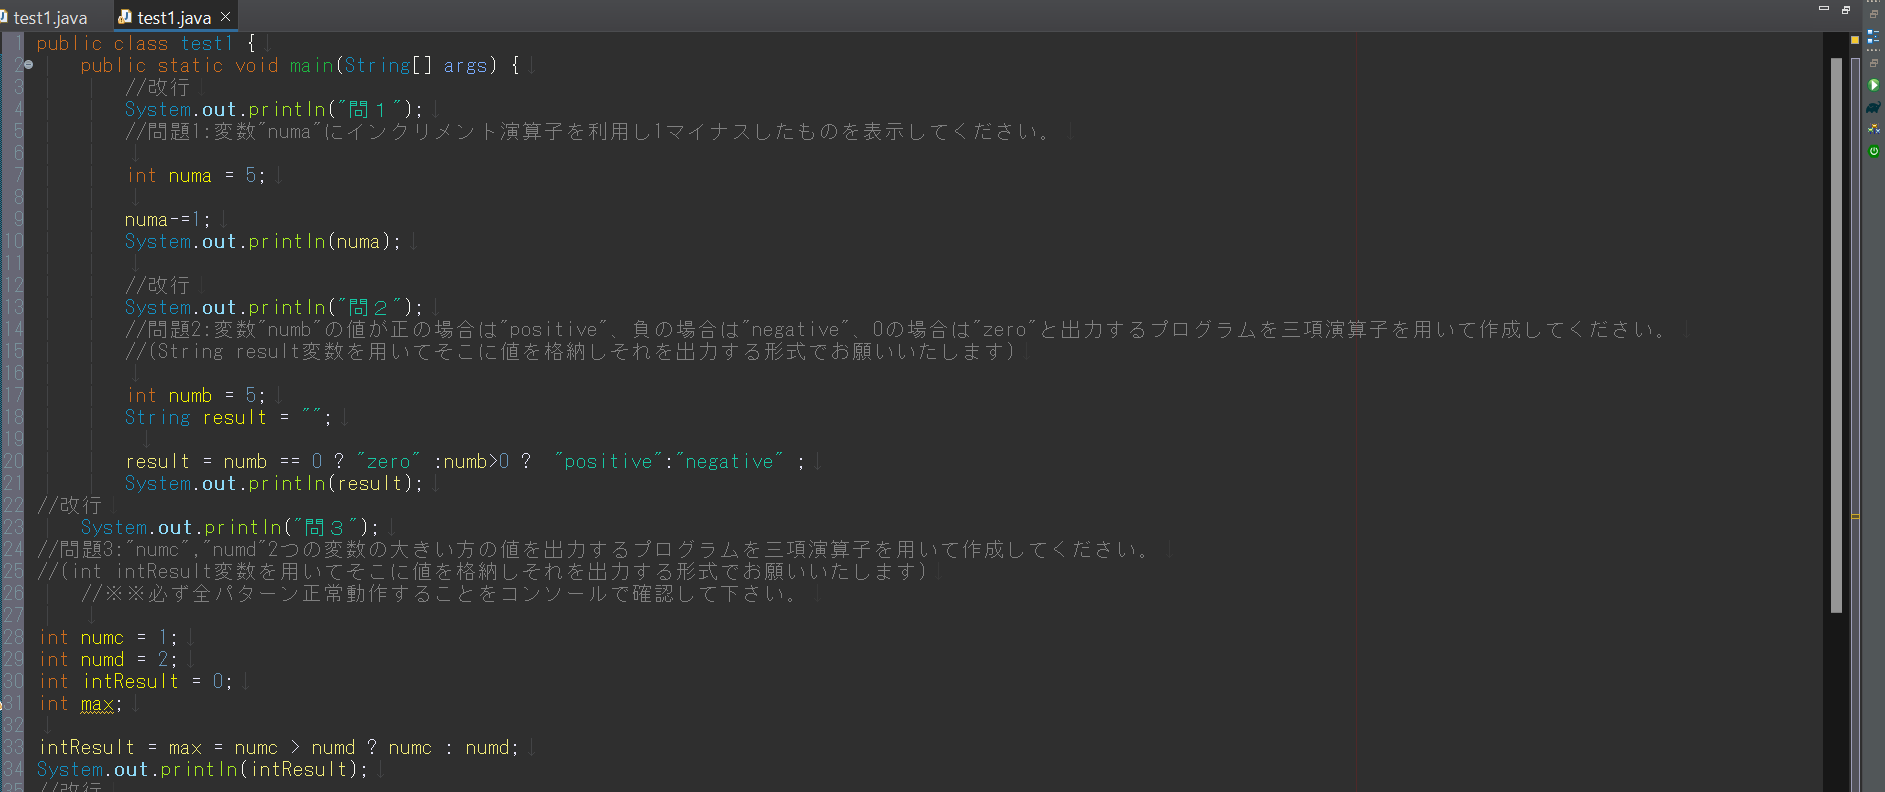 test1.java
test1.java
1 public class test1 {
2 public static void main(String[] args) {
3 //改行
4 System.out.println("問１");
5 //問題1:変数"numa"にインクリメント演算子を利用し1マイナスしたものを表示してください。
6
7 int numa = 5;
8
9 numa-=1;
10 System.out.println(numa);
11
12 //改行
13 System.out.println("問２");
14 //問題2:変数"numb"の値が正の場合は"positive"、負の場合は"negative"、0の場合は"zero"と出力するプログラムを三項演算子を用いて作成してください。
15 //(String result変数を用いてそこに値を格納しそれを出力する形式でお願いいたします)
16
17 int numb = 5;
18 String result = "";
19
20 result = numb == 0 ? "zero" :numb>0 ?  "positive":"negative" ;
21 System.out.println(result);
22 //改行
23 System.out.println("問３");
24 //問題3:"numc","numd"2つの変数の大きい方の値を出力するプログラムを三項演算子を用いて作成してください。
25 //(int intResult変数を用いてそこに値を格納しそれを出力する形式でお願いいたします)
26 //※※必ず全パターン正常動作することをコンソールで確認して下さい。
27
28 int numc = 1;
29 int numd = 2;
30 int intResult = 0;
31 int max;
32
33 intResult = max = numc > numd ? numc : numd;
34 System.out.println(intResult);
35 //改行